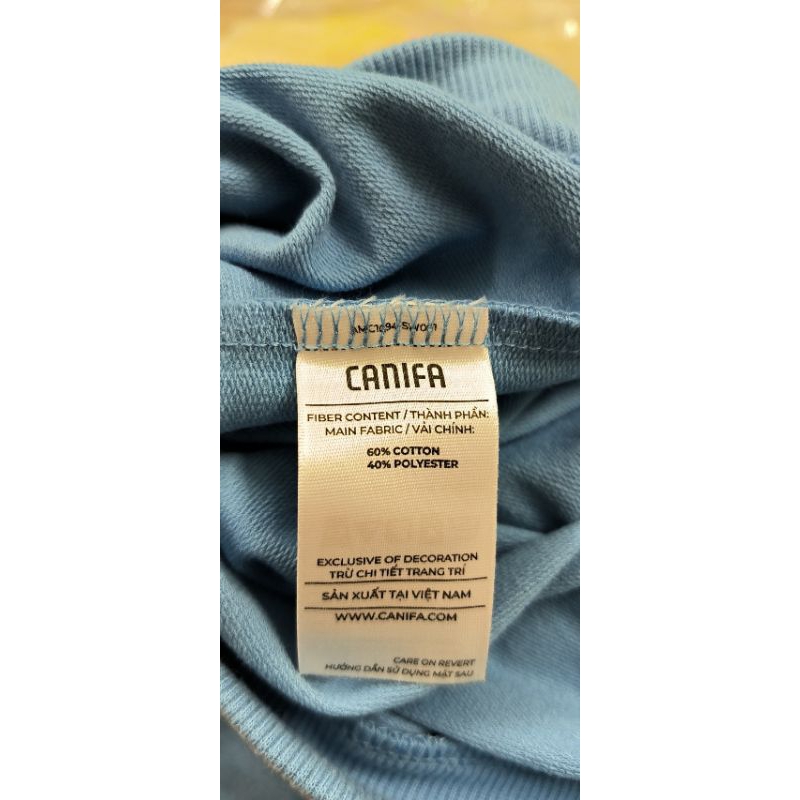 CANIFA
FIBER CONTENT / THÀNH PHẦN:
MAIN FABRIC / VẢI CHÍNH:
60% COTTON
40% POLYESTER
EXCLUSIVE OF DECORATION
TRỪ CHI TIẾT TRANG TRÍ
SẢN XUẤT TẠI VIỆT NAM
WWW.CANIFA.COM
CARE ON REVERT
HƯỚNG DẪN SỬ DỤNG MẶT SAU